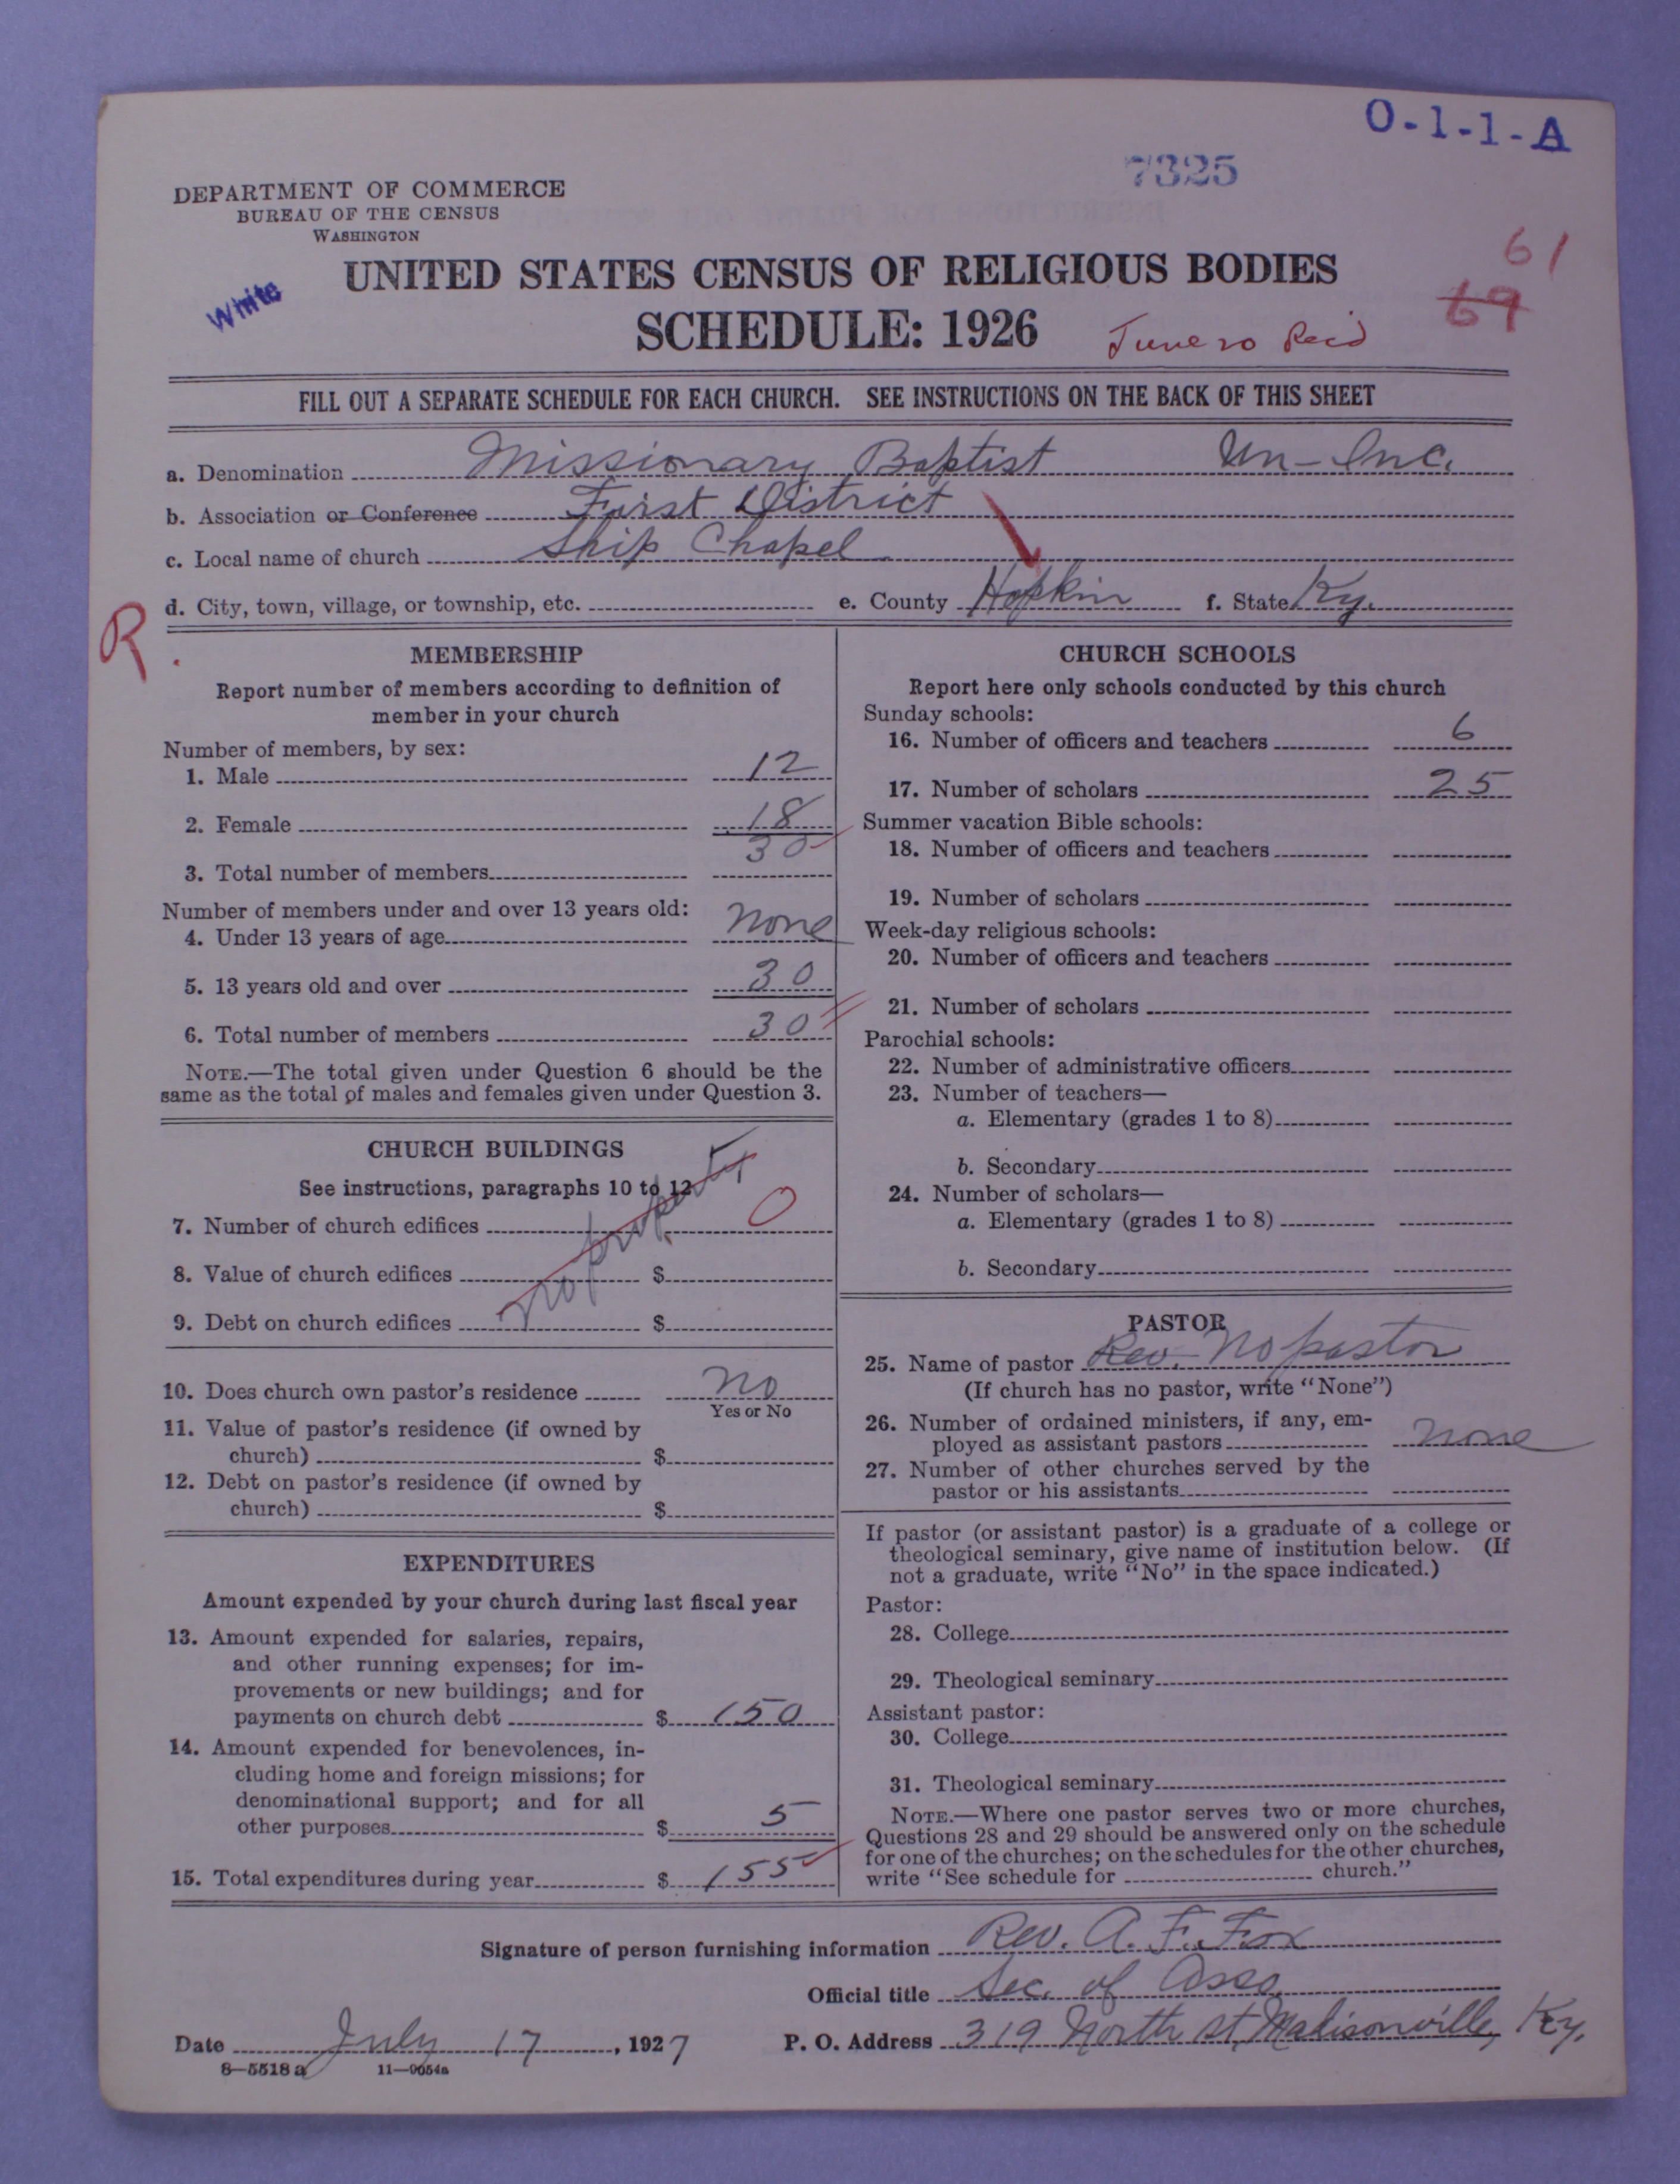 O-1-1-A
7325
DEPARTMENT OF COMMERCE
BUREAU OF THE CENSUS
WASHINGTON
61
69
White
UNITED STATES CENSUS OF RELIGIOUS BODIES
SCHEDULE: 1926
June 20
FILL OUT A SEPARATE SCHEDULE FOR EACH CHURCH. SEE INSTRUCTIONS ON THE BACK OF THIS SHEET
a. Denomination Missionary Baptist Un-Inc.
b. Association or Conference First District
c. Local name of church Ship Chapel
d. City, town, village, or township, etc. e. County Hopkin f. State Ky.
R.
MEMBERSHIP
Report number of members according to definition of
member in your church
Number of members, by sex:
1. Male 12
2. Female 18
3. Total number of members 30
Number of members under and over 13 years old:
4. Under 13 years of age none
5. 13 years old and over 30
6. Total number of members 30
NOTE.—The total given under Question 6 should be the
same as the total of males and females given under Question 3.
CHURCH BUILDINGS
See instructions, paragraphs 10 to 12
no property
7. Number of church edifices 0
8. Value of church edifices $
9. Debt on church edifices $
10. Does church own pastor's residence no
Yes or No
11. Value of pastor's residence (if owned by
church) $
12. Debt on pastor's residence (if owned by
church) $
EXPENDITURES
Amount expended by your church during last fiscal year
13. Amount expended for salaries, repairs,
and other running expenses; for im-
provements or new buildings; and for
payments on church debt $ 150
14. Amount expended for benevolences, in-
cluding home and foreign missions; for
denominational support; and for all
other purposes $ 5
15. Total expenditures during year $ 155
CHURCH SCHOOLS
Report here only schools conducted by this church
Sunday schools:
16. Number of officers and teachers 6
17. Number of scholars 25
Summer vacation Bible schools:
18. Number of officers and teachers
19. Number of scholars
Week-day religious schools:
20. Number of officers and teachers
21. Number of scholars
Parochial schools:
22. Number of administrative officers
23. Number of teachers—
a. Elementary (grades 1 to 8)
b. Secondary
24. Number of scholars—
a. Elementary (grades 1 to 8)
b. Secondary
PASTOR
25. Name of pastor Rev. No pastor
(If church has no pastor, write "None")
26. Number of ordained ministers, if any, em-
ployed as assistant pastors none
27. Number of other churches served by the
pastor or his assistants
If pastor (or assistant pastor) is a graduate of a college or
theological seminary, give name of institution below. (If
not a graduate, write "No" in the space indicated.)
Pastor:
28. College
29. Theological seminary
Assistant pastor:
30. College
31. Theological seminary
NOTE.—Where one pastor serves two or more churches,
Questions 28 and 29 should be answered only on the schedule
for one of the churches; on the schedules for the other churches,
write "See schedule for church."
Signature of person furnishing information Rev. A. F. Fox
Official title Sec. of Asso.
Date July 17, 1927 P. O. Address 319 North st, Madisonville, Ky.
8—5518 a 11—9054a